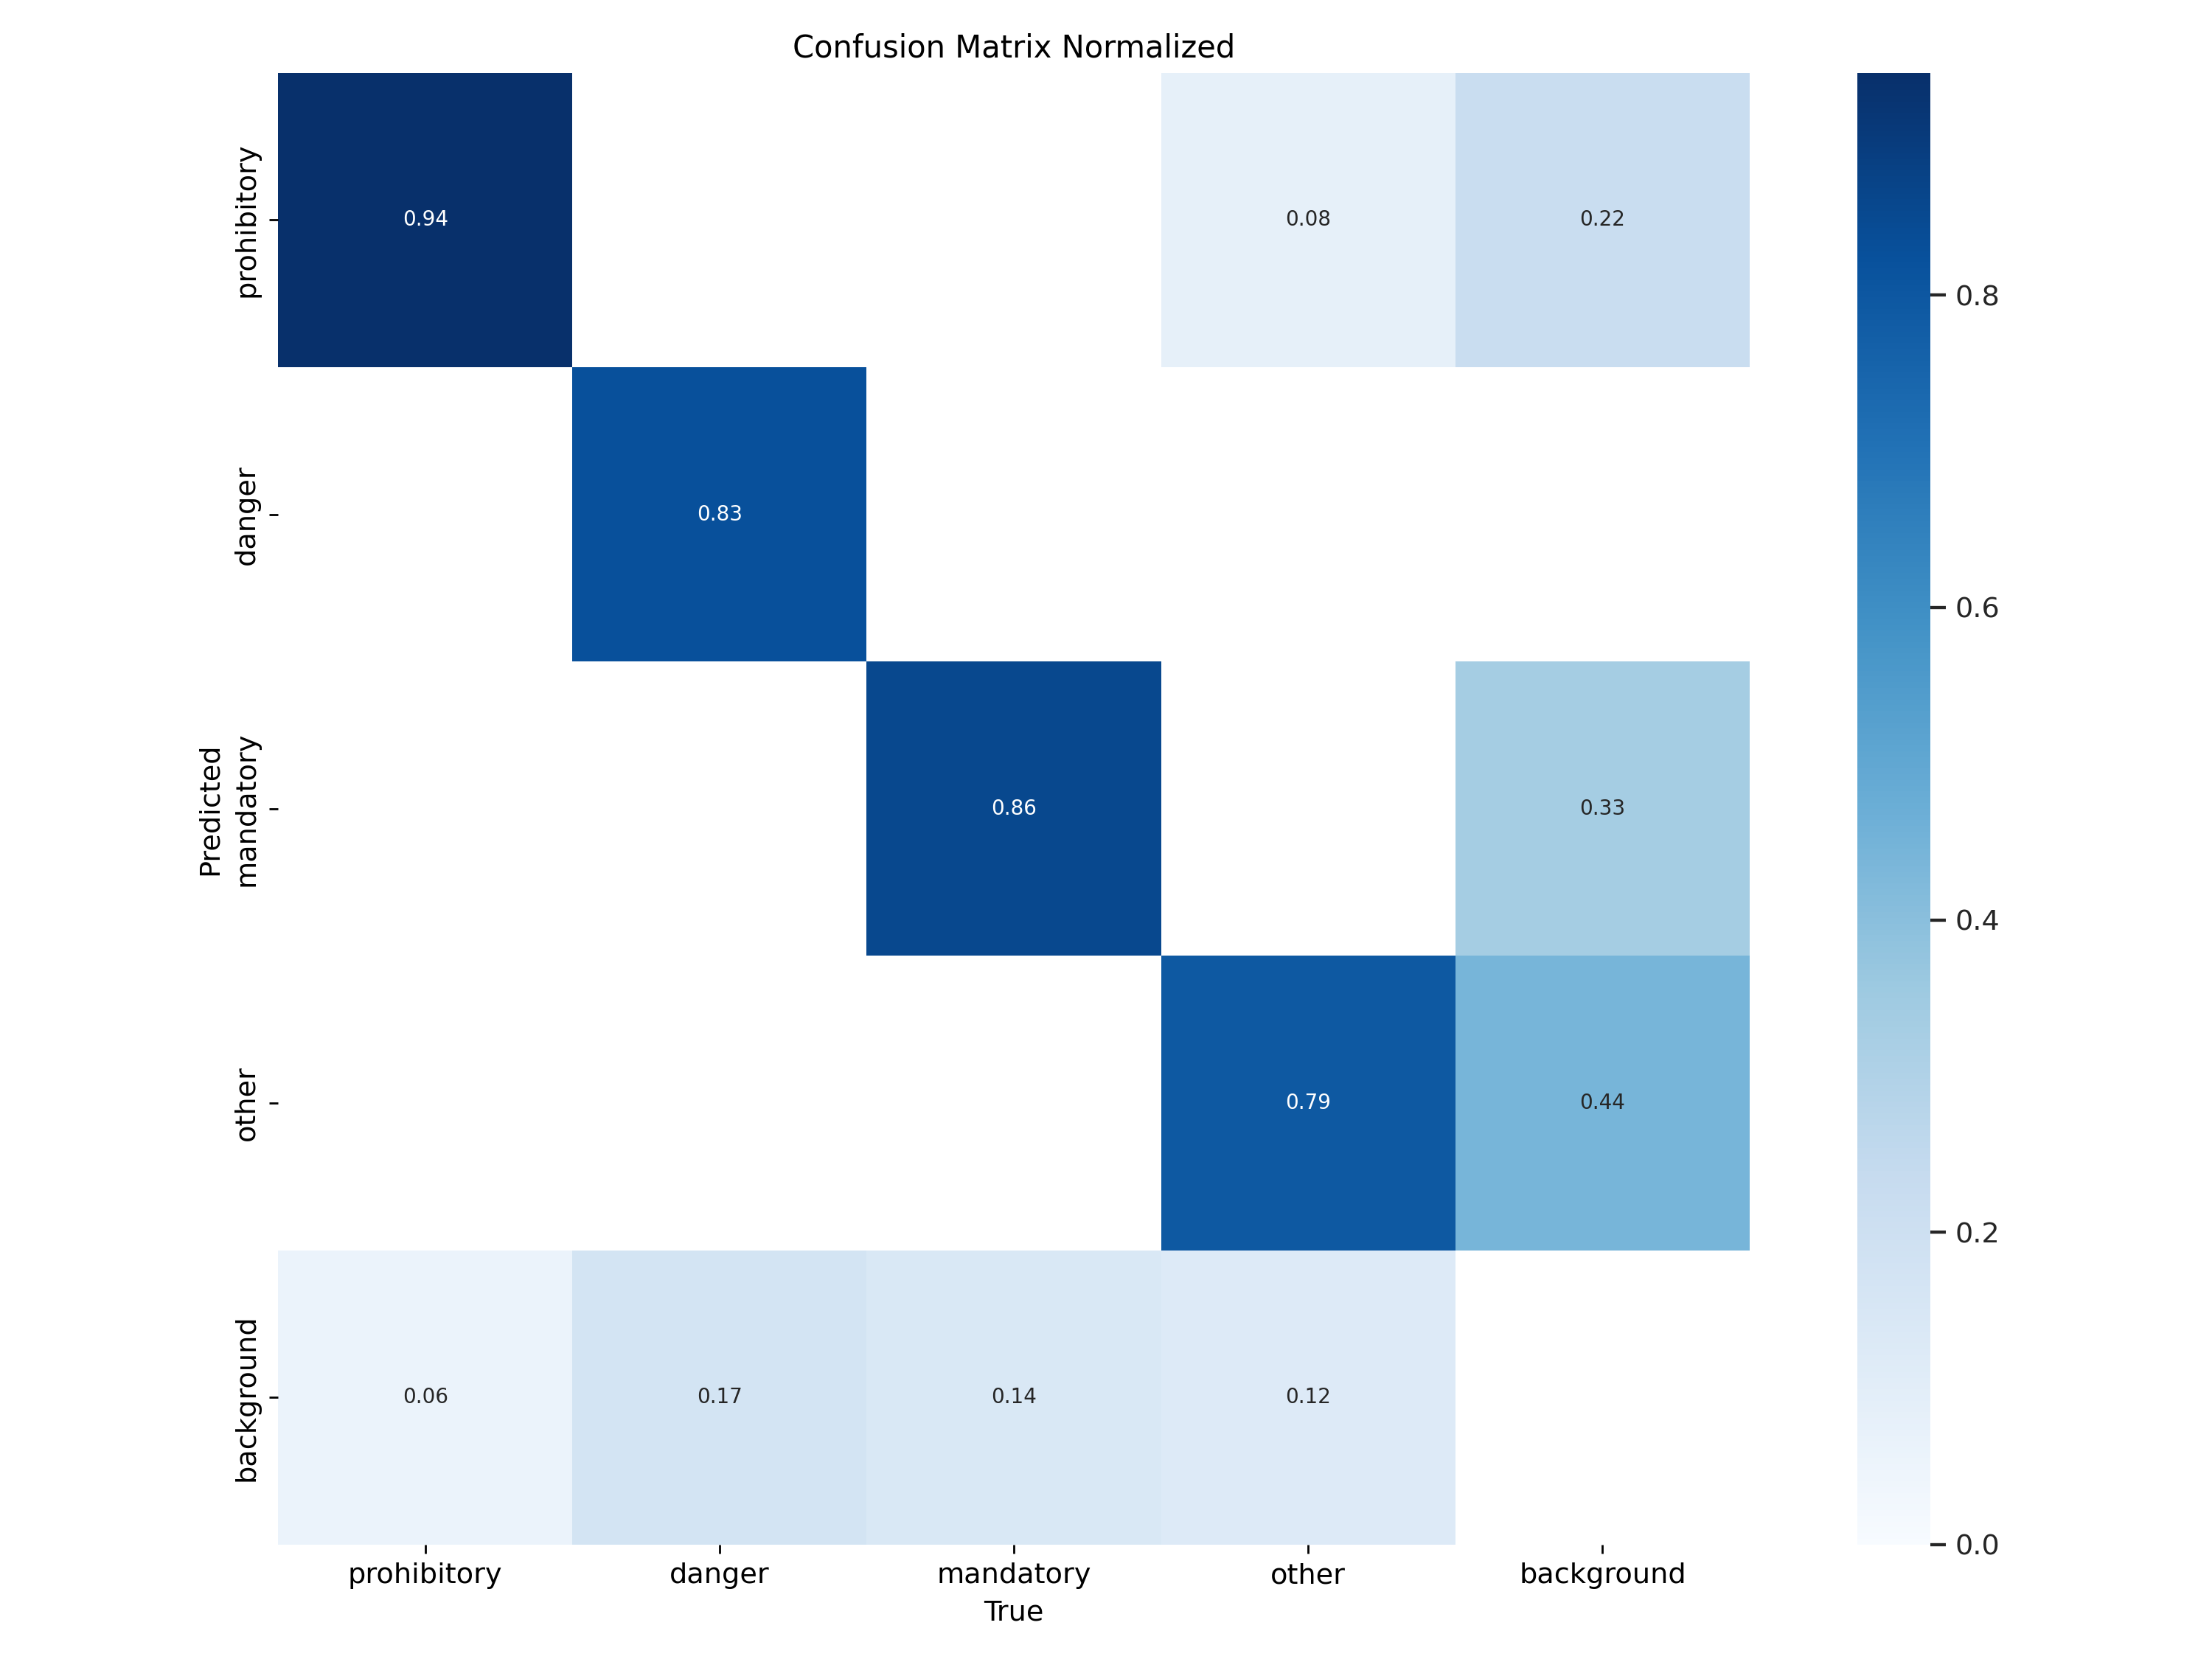 Confusion Matrix Normalized
prohibitory
0.94
0.08
0.22
0.8
danger
0.83
0.6
Predicted
mandatory
0.86
0.33
0.4
other
0.79
0.44
0.2
background
0.06
0.17
0.14
0.12
0.0
prohibitory
danger
mandatory
other
background
True